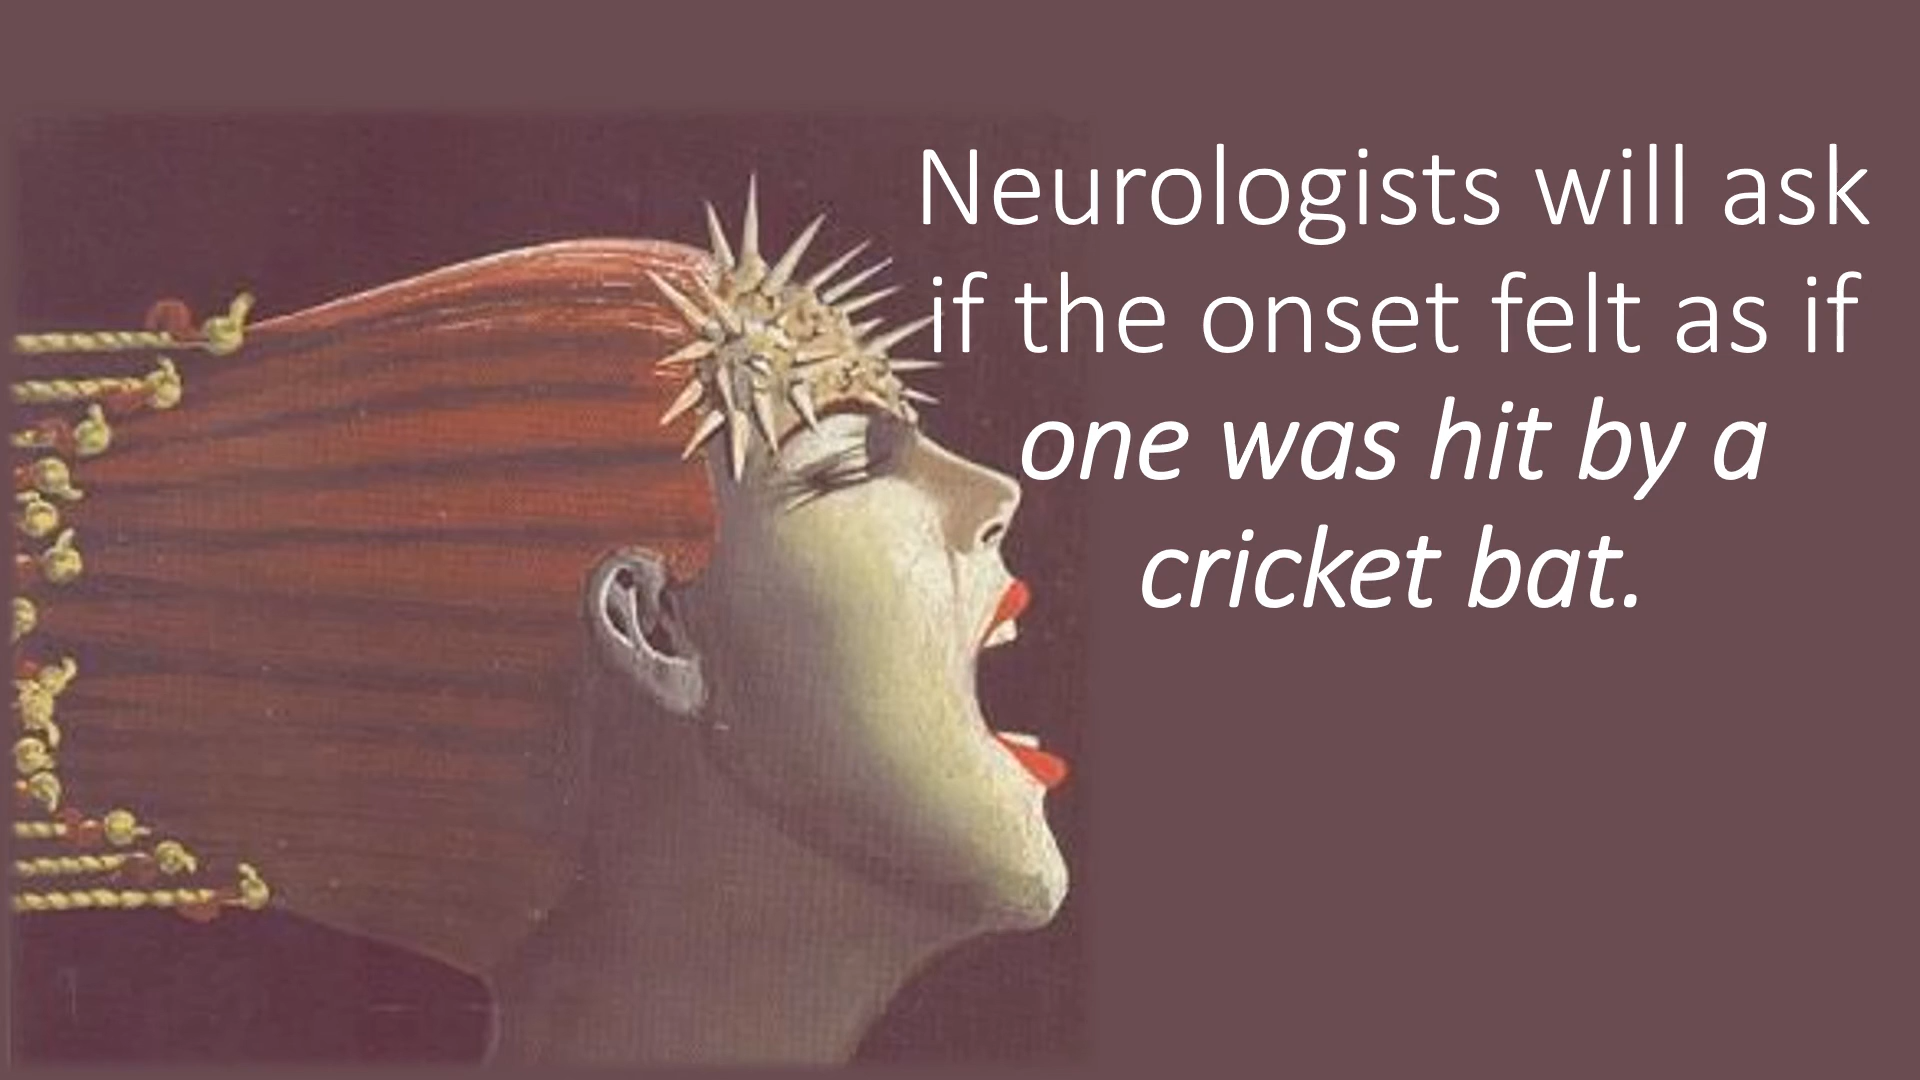 Neurologists will ask
if the onset felt as if
one was hit by a
cricket bat.